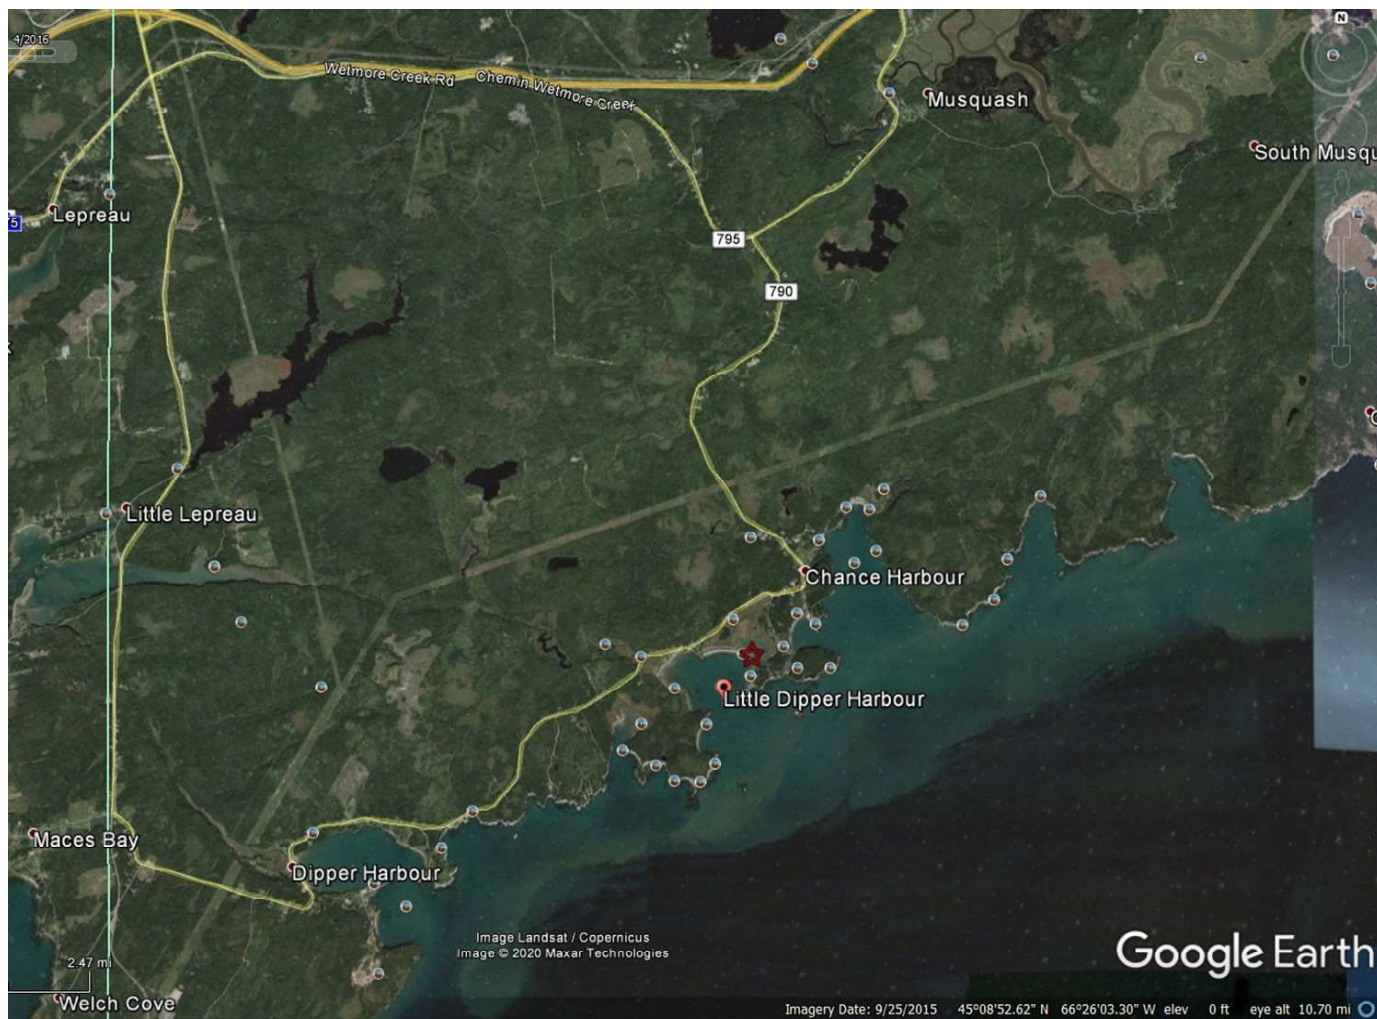 N
4/2016
Wetmore Creek Rd
Chemin Wetmore Creek
Musquash
South Musqu
Lepreau
5
795
790
Little Lepreau
Chance Harbour
Little Dipper Harbour
Maces Bay
Dipper Harbour
Image Landsat / Copernicus
Image © 2020 Maxar Technologies
Google Earth
2.47 mi
Welch Cove
Imagery Date: 9/25/2015 45°08'52.62" N 66°26'03.30" W elev 0 ft eye alt 10.70 mi